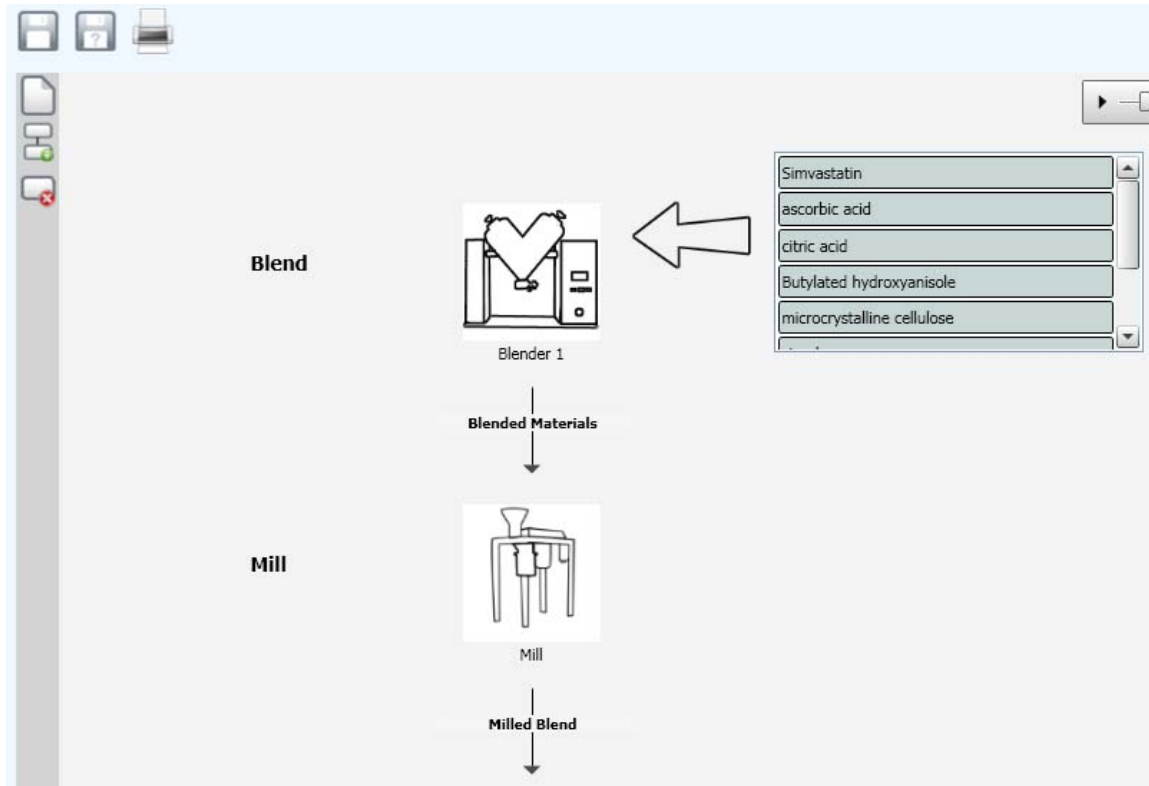 ?
Simvastatin
ascorbic acid
citric acid
Butylated hydroxyanisole
microcrystalline cellulose
Blend
Blender 1
Blended Materials
Mill
Mill
Milled Blend